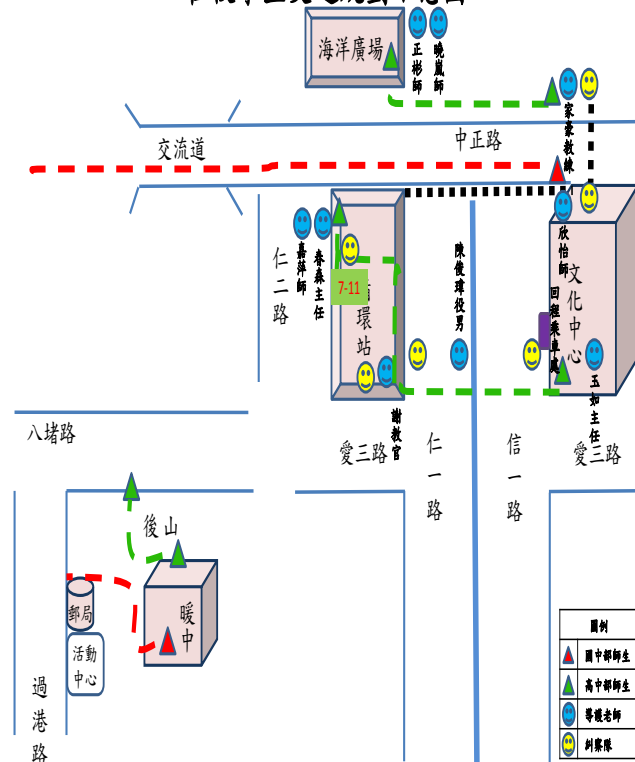 海洋廣場
正彬師
曉嵐師
家豪教練
交流道
中正路
仁二路
嘉萍師
春森主任
7-11
環站
陳俊瑋役男
欣怡師
文化中心
回程乘車處
玉如主任
謝教官
愛三路
仁一路
信一路
愛三路
八堵路
後山
郵局
暖中
活動中心
過港路
圖例
國中部師生
高中部師生
導護老師
糾察隊